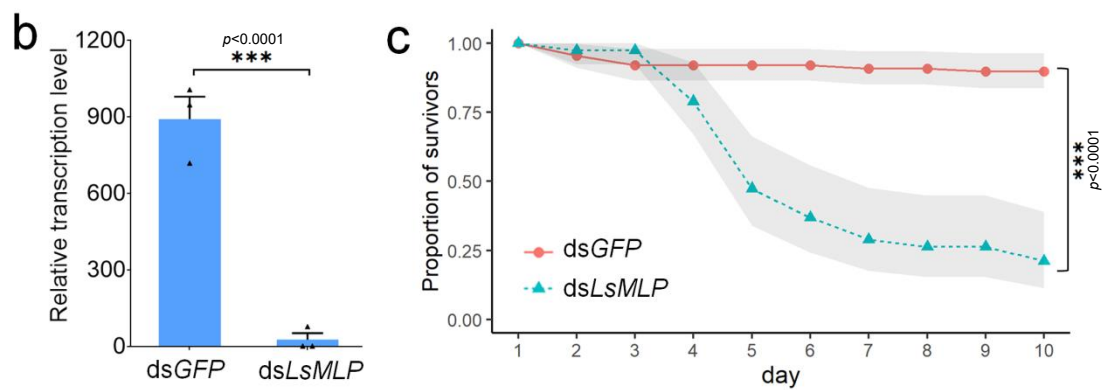 b
p<0.0001
***
Relative transcription level
1200
900
600
300
0
dsGFP
dsLsMLP
c
Proportion of survivors
1.00
0.75
0.50
0.25
0.00
dsGFP
dsLsMLP
1 2 3 4 5 6 7 8 9 10
day
***
p<0.0001